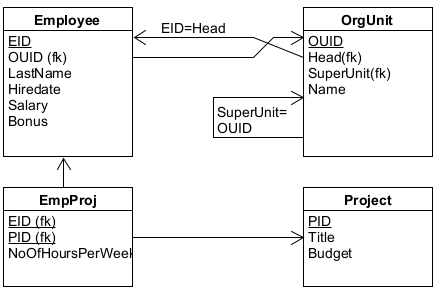 Employee
EID
OUID (fk)
LastName
Hiredate
Salary
Bonus
EID=Head
OrgUnit
OUID
Head(fk)
SuperUnit(fk)
Name
SuperUnit=
OUID
EmpProj
EID (fk)
PID (fk)
NoOfHoursPerWeek
Project
PID
Title
Budget